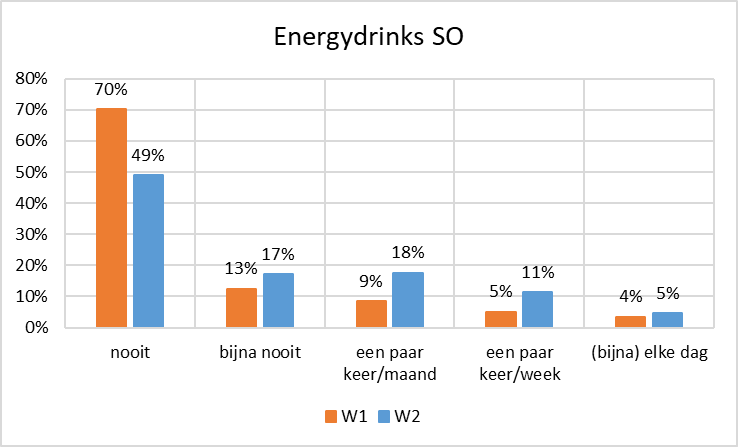 Energydrinks SO
80%
70%
60%
50%
40%
30%
20%
10%
0%
70%
49%
13%
17%
9%
18%
5%
11%
4%
5%
nooit
bijna nooit
een paar
keer/maand
een paar
keer/week
(bijna) elke dag
W1
W2